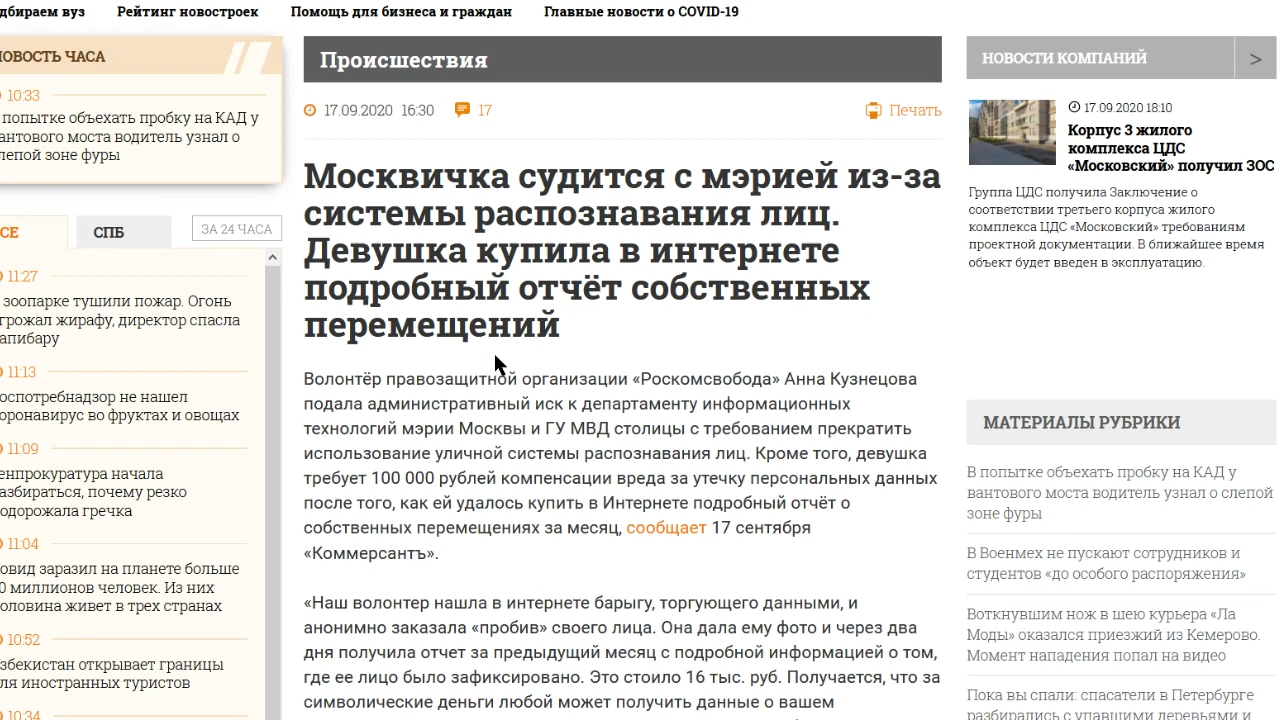 дбираем вуз
Рейтинг новостроек
Помощь для бизнеса и граждан
Главные новости о COVID-19
НОВОСТЬ ЧАСА
10:33
попытке объехать пробку на КАД у
вантового моста водитель узнал о
слепой зоне фуры
СЕ
СПБ
ЗА 24 ЧАСА
11:27
зоопарке тушили пожар. Огонь
грожал жирафу, директор спасла
апибару
11:13
оспотребнадзор не нашел
оронавирус во фруктах и овощах
11:09
енпрокуратура начала
азбираться, почему резко
одорожала гречка
11:04
овид заразил на планете больше
0 миллионов человек. Из них
оловина живет в трех странах
10:52
збекистан открывает границы
ля иностранных туристов
10:34
Происшествия
17.09.2020 16:30 17
Печать
Москвичка судится с мэрией из-за
системы распознавания лиц.
Девушка купила в интернете
подробный отчёт собственных
перемещений
Волонтёр правозащитной организации «Роскомсвобода» Анна Кузнецова
подала административный иск к департаменту информационных
технологий мэрии Москвы и ГУ МВД столицы с требованием прекратить
использование уличной системы распознавания лиц. Кроме того, девушка
требует 100 000 рублей компенсации вреда за утечку персональных данных
после того, как ей удалось купить в Интернете подробный отчёт о
собственных перемещениях за месяц, сообщает 17 сентября
«Коммерсантъ».
«Наш волонтер нашла в интернете барыгу, торгующего данными, и
анонимно заказала «пробив» своего лица. Она дала ему фото и через два
дня получила отчет за предыдущий месяц с подробной информацией о том,
где ее лицо было зафиксировано. Это стоило 16 тыс. руб. Получается, что за
символические деньги любой может получить данные о вашем
НОВОСТИ КОМПАНИЙ
>
17.09.2020 18:10
Корпус 3 жилого
комплекса ЦДС
«Московский» получил ЗОС
Группа ЦДС получила Заключение о
соответствии третьего корпуса жилого
комплекса ЦДС «Московский» требованиям
проектной документации. В ближайшее время
объект будет введен в эксплуатацию.
МАТЕРИАЛЫ РУБРИКИ
В попытке объехать пробку на КАД у
вантового моста водитель узнал о слепой
зоне фуры
В Военмех не пускают сотрудников и
студентов «до особого распоряжения»
Воткнувшим нож в шею курьера «Ла
Моды» оказался приезжий из Кемерово.
Момент нападения попал на видео
Пока вы спали: спасатели в Петербурге
разбирались с упавшими деревьями и